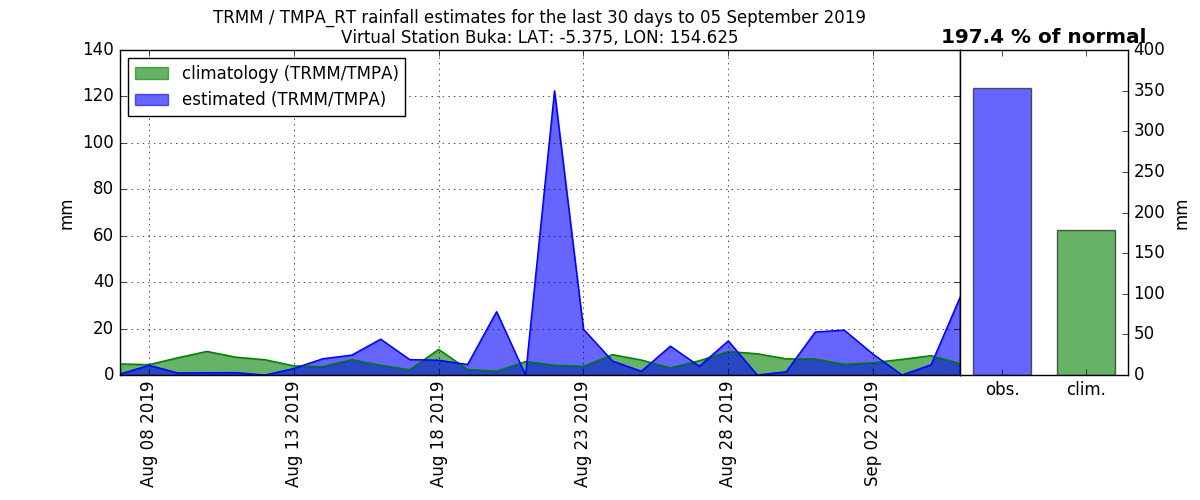 TRMM / TMPA_RT rainfall estimates for the last 30 days to 05 September 2019
Virtual Station Buka: LAT: -5.375, LON: 154.625
197.4 % of normal
climatology (TRMM/TMPA)
estimated (TRMM/TMPA)
mm
140
120
100
80
60
40
20
0
Aug 08 2019
Aug 13 2019
Aug 18 2019
Aug 23 2019
Aug 28 2019
Sep 02 2019
400
350
300
250
200
150
100
50
0
mm
obs.
clim.